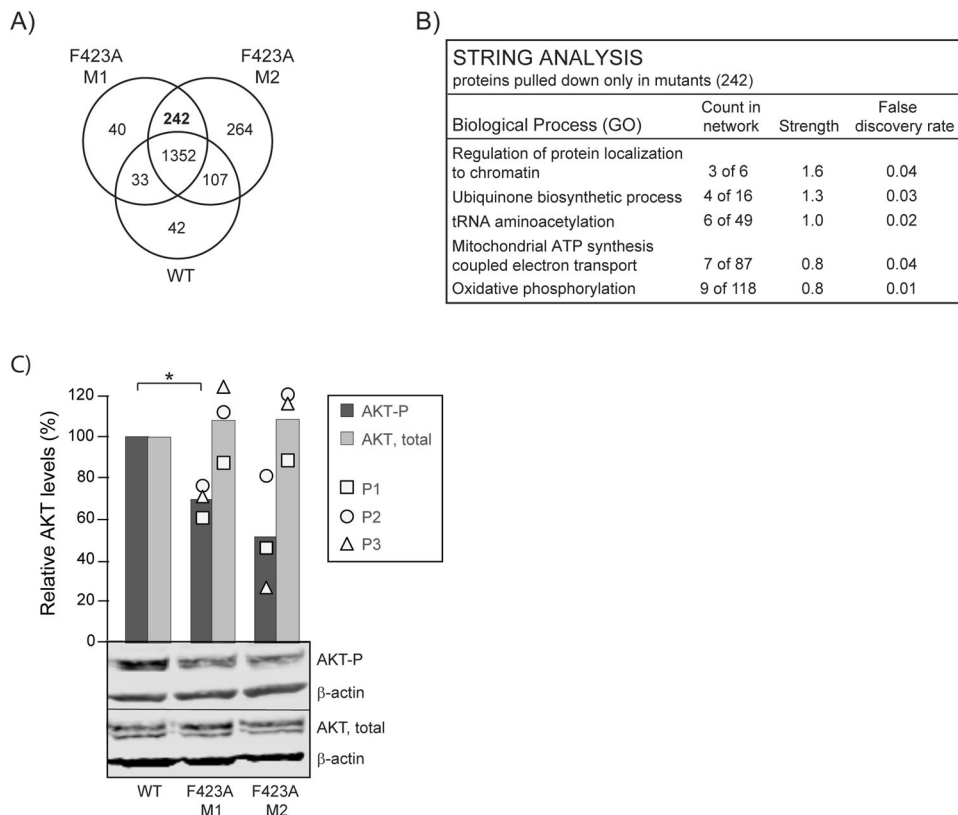 A)
F423A
M1
F423A
M2
40
242
264
1352
33
107
42
WT
B)
STRING ANALYSIS
proteins pulled down only in mutants (242)
Biological Process (GO) Count in network Strength False discovery rate
Regulation of protein localization to chromatin 3 of 6 1.6 0.04
Ubiquinone biosynthetic process 4 of 16 1.3 0.03
tRNA aminoacetylation 6 of 49 1.0 0.02
Mitochondrial ATP synthesis coupled electron transport 7 of 87 0.8 0.04
Oxidative phosphorylation 9 of 118 0.8 0.01
C)
Relative AKT levels (%)
120
100
80
60
40
20
0
*
AKT-P
AKT, total
P1
P2
P3
AKT-P
β-actin
AKT, total
β-actin
WT
F423A
M1
F423A
M2